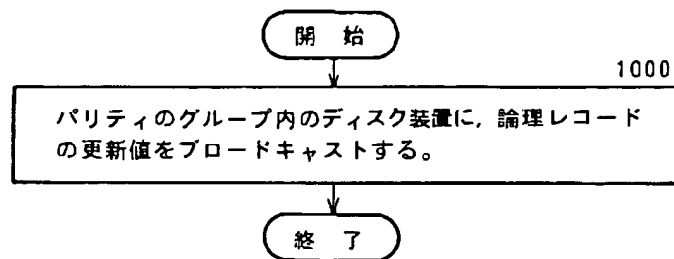 開 始
1000
パリティのグループ内のディスク装置に，論理レコード
の更新値をブロードキャストする。
終 了